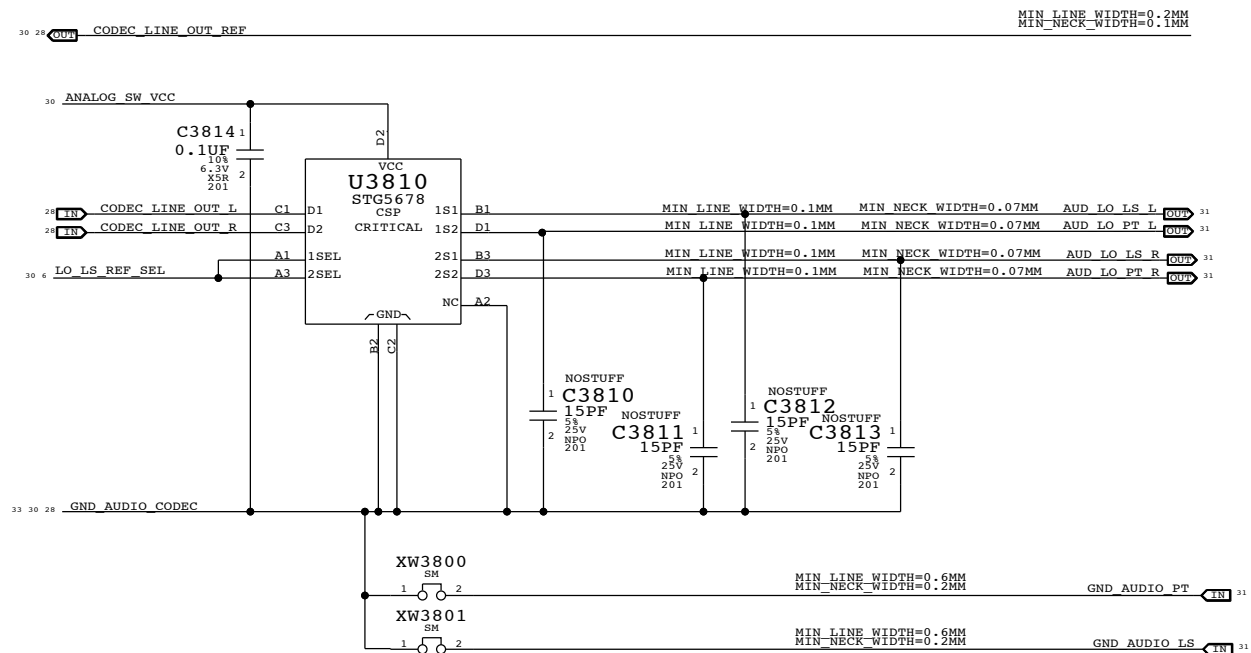 MIN_LINE_WIDTH=0.2MM
MIN_NECK_WIDTH=0.1MM
30 28 OUT CODEC_LINE_OUT_REF
30 ANALOG_SW_VCC
C3814 1
0.1UF
10%
6.3V
X5R 2
201
D2
VCC
U3810
STG5678
CSP
CRITICAL
28 IN CODEC_LINE_OUT_L C1 D1 1S1 B1 MIN_LINE_WIDTH=0.1MM MIN_NECK_WIDTH=0.07MM AUD_LO_LS_L OUT 31
28 IN CODEC_LINE_OUT_R C3 D2 1S2 D1 MIN_LINE_WIDTH=0.1MM MIN_NECK_WIDTH=0.07MM AUD_LO_PT_L OUT 31
A1 1SEL 2S1 B3 MIN_LINE_WIDTH=0.1MM MIN_NECK_WIDTH=0.07MM AUD_LO_LS_R OUT 31
30 6 LO_LS_REF_SEL A3 2SEL 2S2 D3 MIN_LINE_WIDTH=0.1MM MIN_NECK_WIDTH=0.07MM AUD_LO_PT_R OUT 31
NC A2
GND
B2 C2
NOSTUFF
1 C3810
15PF
5%
2 25V
NPO
201
NOSTUFF
C3811 1
15PF
5%
25V
NPO 2
201
NOSTUFF
1 C3812
15PF
5%
2 25V
NPO
201
NOSTUFF
C3813 1
15PF
5%
25V
NPO 2
201
33 30 28 GND_AUDIO_CODEC
XW3800
SM
1 2
MIN_LINE_WIDTH=0.6MM
MIN_NECK_WIDTH=0.2MM
GND_AUDIO_PT IN 31
XW3801
SM
1 2
MIN_LINE_WIDTH=0.6MM
MIN_NECK_WIDTH=0.2MM
GND_AUDIO_LS IN 31